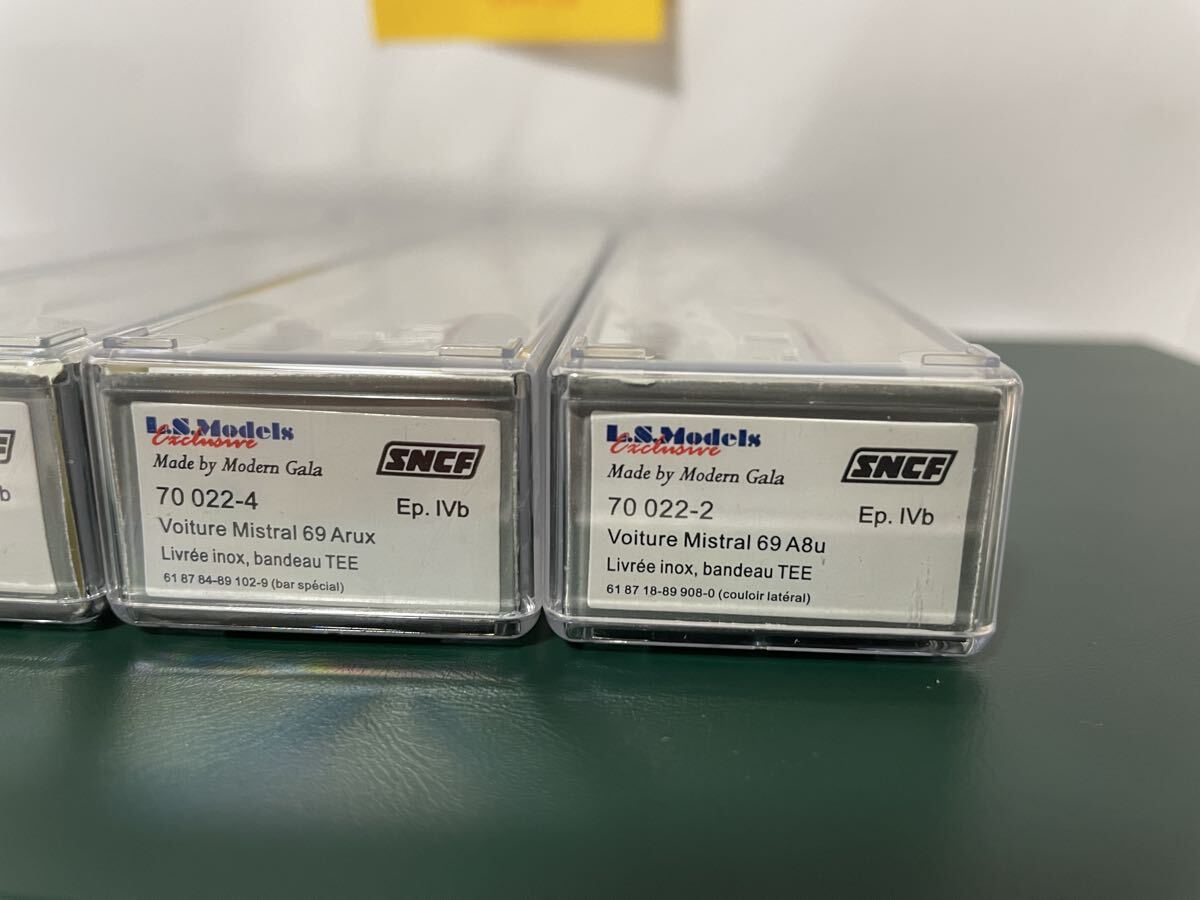 b
L.S.Models
Exclusive
Made by Modern Gala
SNCF
70 022-4
Ep. IVb
Voiture Mistral 69 Arux
Livrée inox, bandeau TEE
61 87 84-89 102-9 (bar spécial)
L.S.Models
Exclusive
Made by Modern Gala
SNCF
70 022-2
Ep. IVb
Voiture Mistral 69 A8u
Livrée inox, bandeau TEE
61 87 18-89 908-0 (couloir latéral)